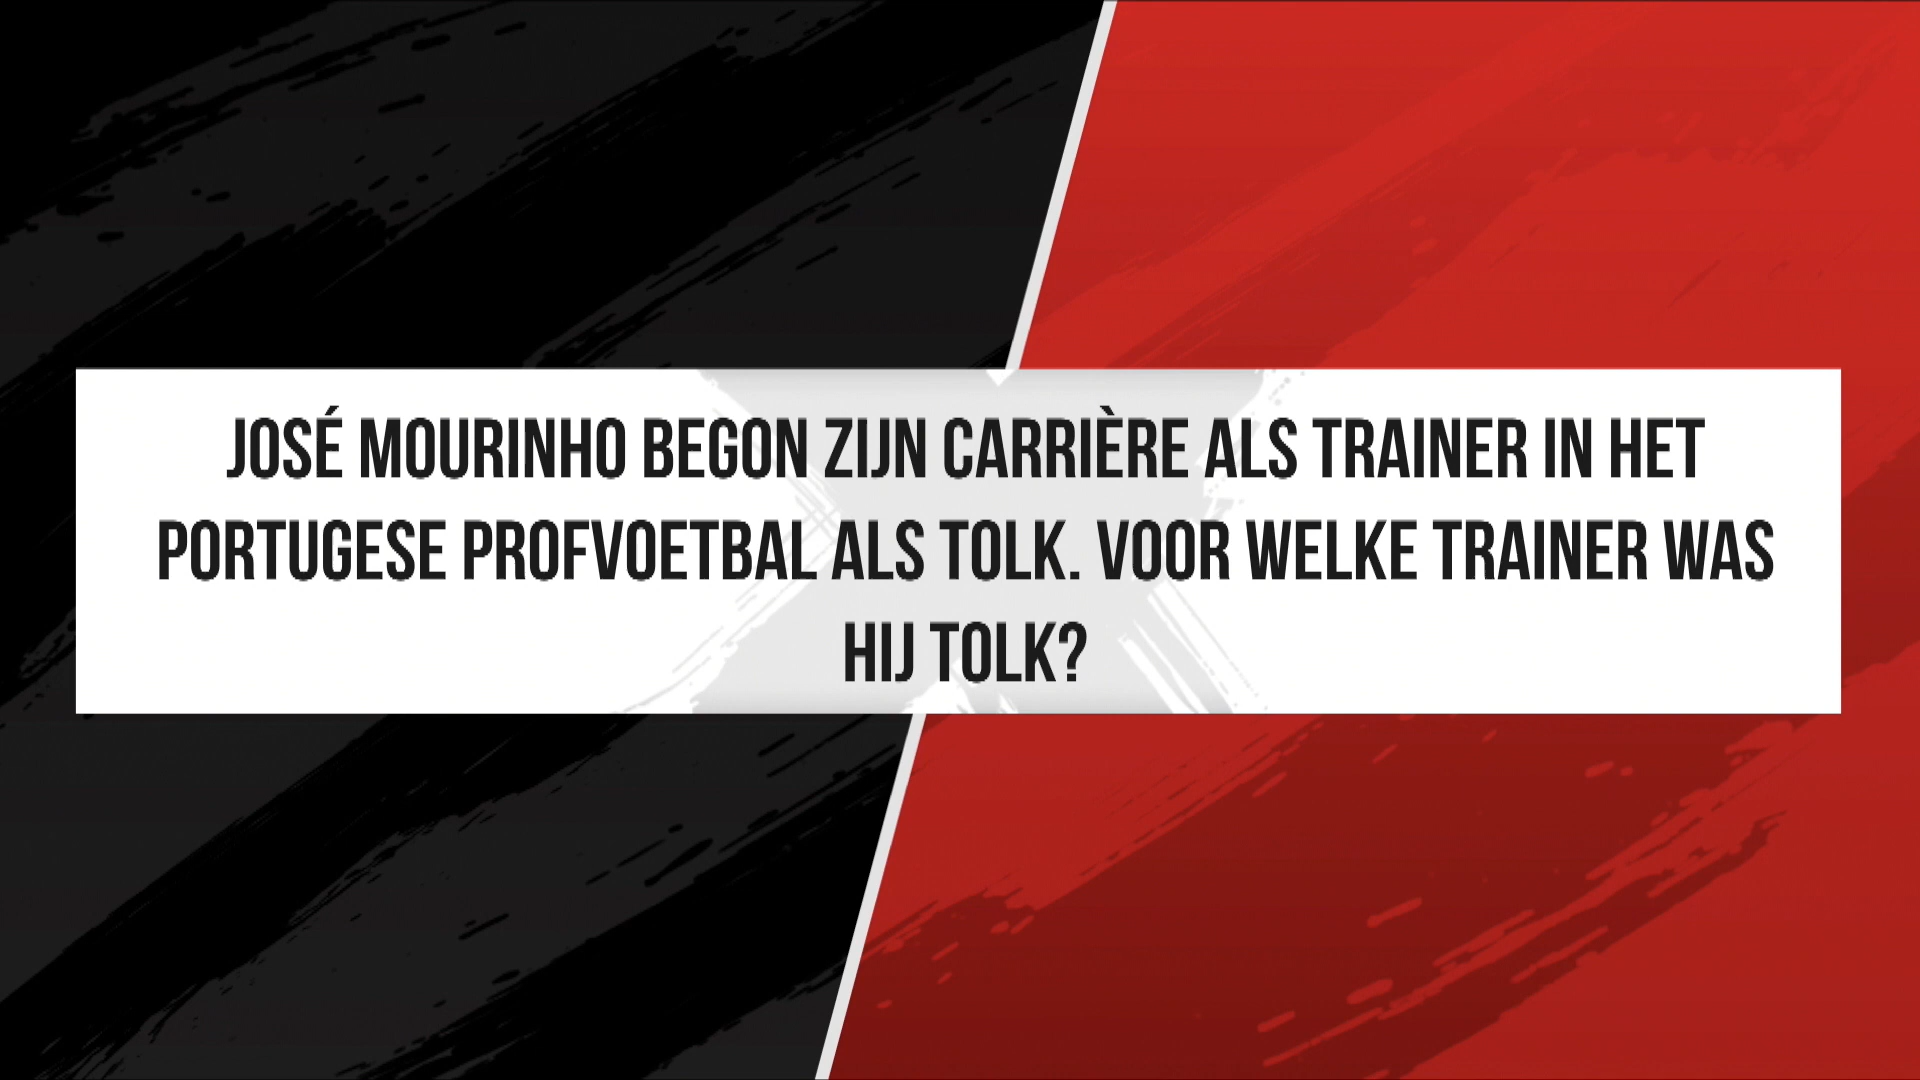 JOSÉ MOURINHO BEGON ZIJN CARRIÈRE ALS TRAINER IN HET
PORTUGESE PROFVOETBAL ALS TOLK. VOOR WELKE TRAINER WAS
HIJ TOLK?